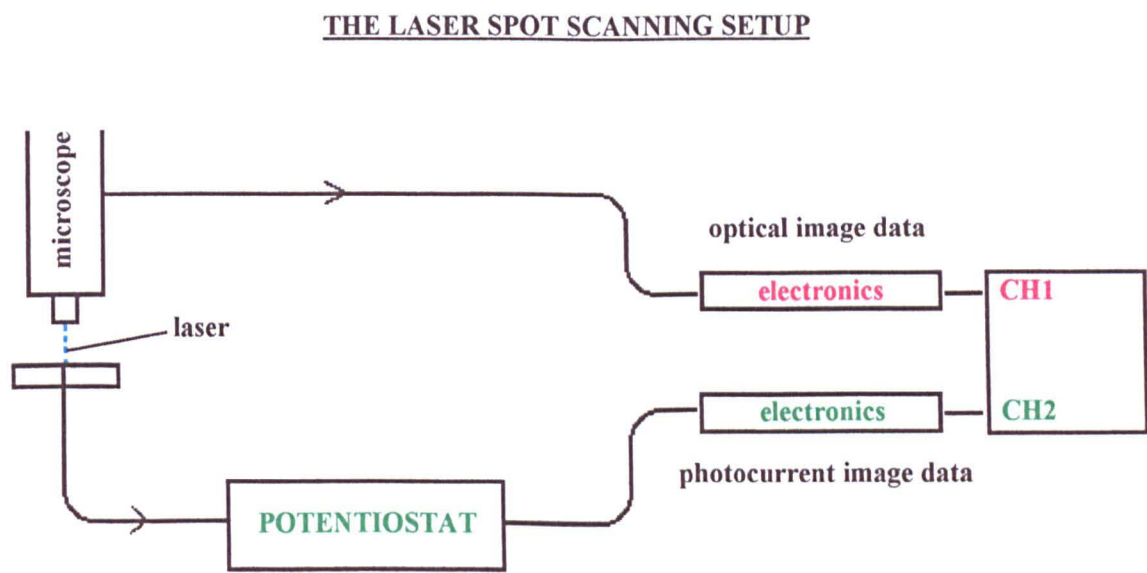 THE LASER SPOT SCANNING SETUP
microscope
optical image data
electronics
CH1
laser
electronics
CH2
photocurrent image data
POTENTIOSTAT